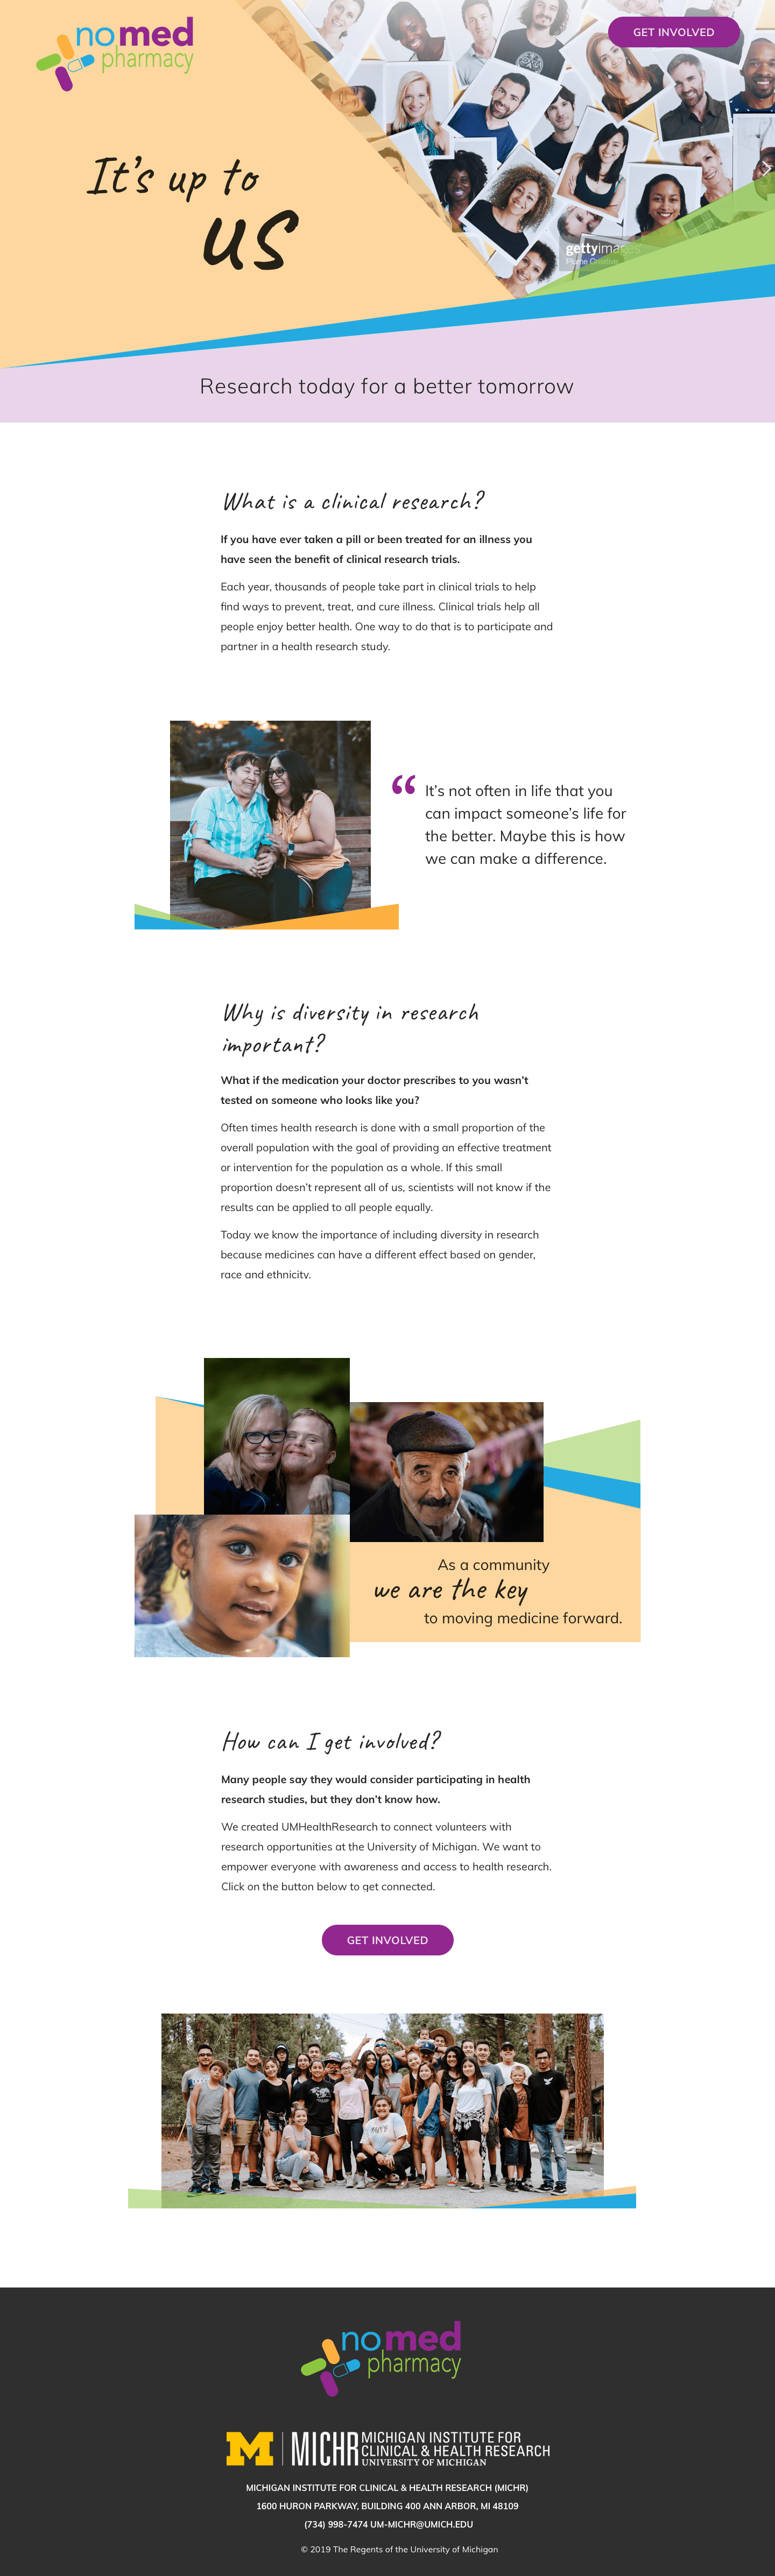 nomed
pharmacy
GET INVOLVED
It's up to
us
gettyimages
Plume Creative
Research today for a better tomorrow
What is a clinical research?
If you have ever taken a pill or been treated for an illness you
have seen the benefit of clinical research trials.
Each year, thousands of people take part in clinical trials to help
find ways to prevent, treat, and cure illness. Clinical trials help all
people enjoy better health. One way to do that is to participate and
partner in a health research study.
“ It’s not often in life that you
can impact someone’s life for
the better. Maybe this is how
we can make a difference.
Why is diversity in research
important?
What if the medication your doctor prescribes to you wasn’t
tested on someone who looks like you?
Often times health research is done with a small proportion of the
overall population with the goal of providing an effective treatment
or intervention for the population as a whole. If this small
proportion doesn’t represent all of us, scientists will not know if the
results can be applied to all people equally.
Today we know the importance of including diversity in research
because medicines can have a different effect based on gender,
race and ethnicity.
As a community
we are the key
to moving medicine forward.
How can I get involved?
Many people say they would consider participating in health
research studies, but they don’t know how.
We created UMHealthResearch to connect volunteers with
research opportunities at the University of Michigan. We want to
empower everyone with awareness and access to health research.
Click on the button below to get connected.
GET INVOLVED
nomed
pharmacy
M MICHR MICHIGAN INSTITUTE FOR
CLINICAL & HEALTH RESEARCH
UNIVERSITY OF MICHIGAN
MICHIGAN INSTITUTE FOR CLINICAL & HEALTH RESEARCH (MICHR)
1600 HURON PARKWAY, BUILDING 400 ANN ARBOR, MI 48109
(734) 998-7474 UM-MICHR@UMICH.EDU
© 2019 The Regents of the University of Michigan